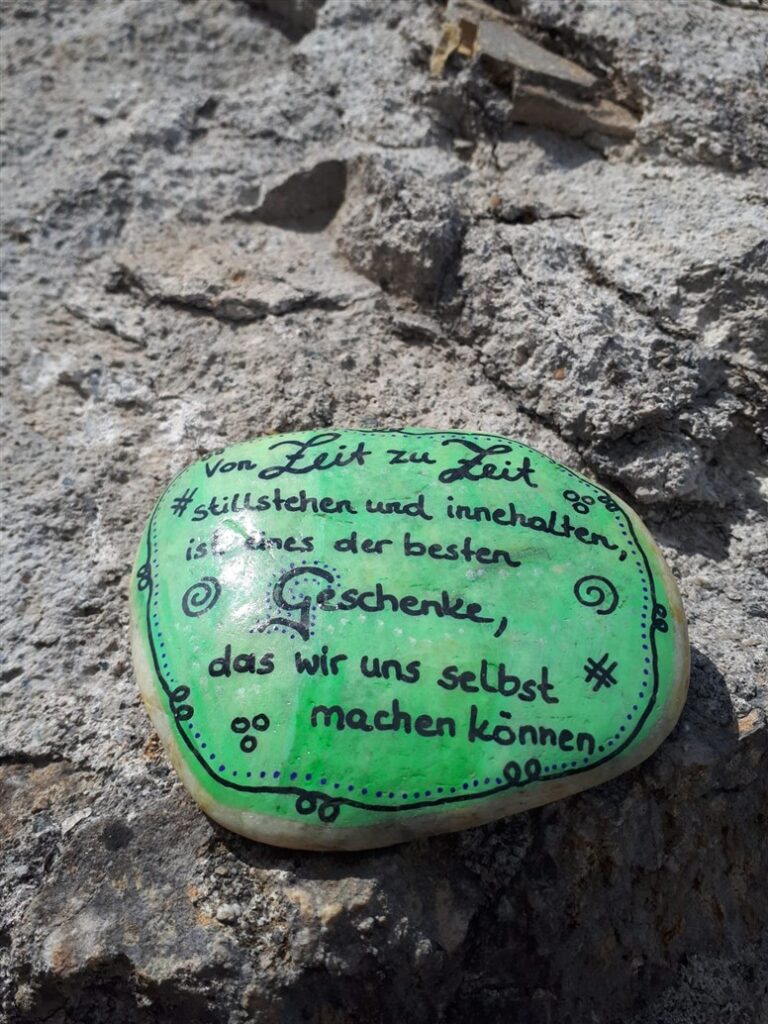 Von Zeit zu Zeit
stillstehen und innehalten,
ist eines der besten
Geschenke,
das wir uns selbst
machen können.